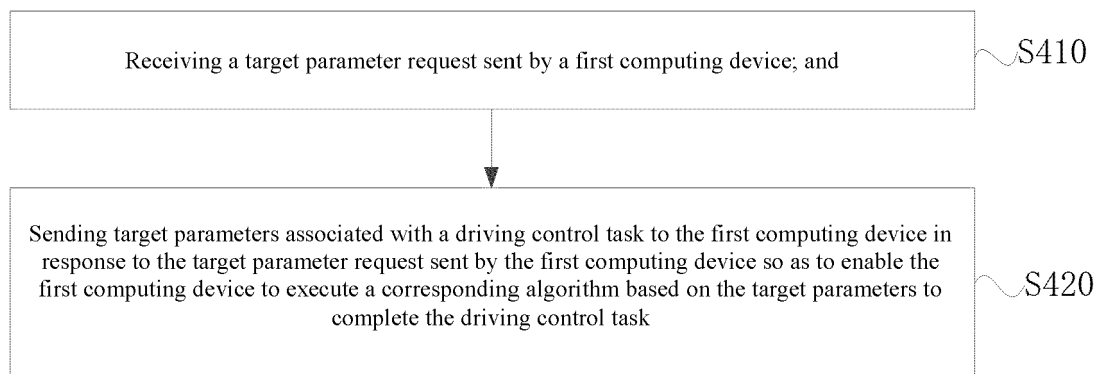 Receiving a target parameter request sent by a first computing device; and
S410
Sending target parameters associated with a driving control task to the first computing device in
response to the target parameter request sent by the first computing device so as to enable the
first computing device to execute a corresponding algorithm based on the target parameters to
complete the driving control task
S420